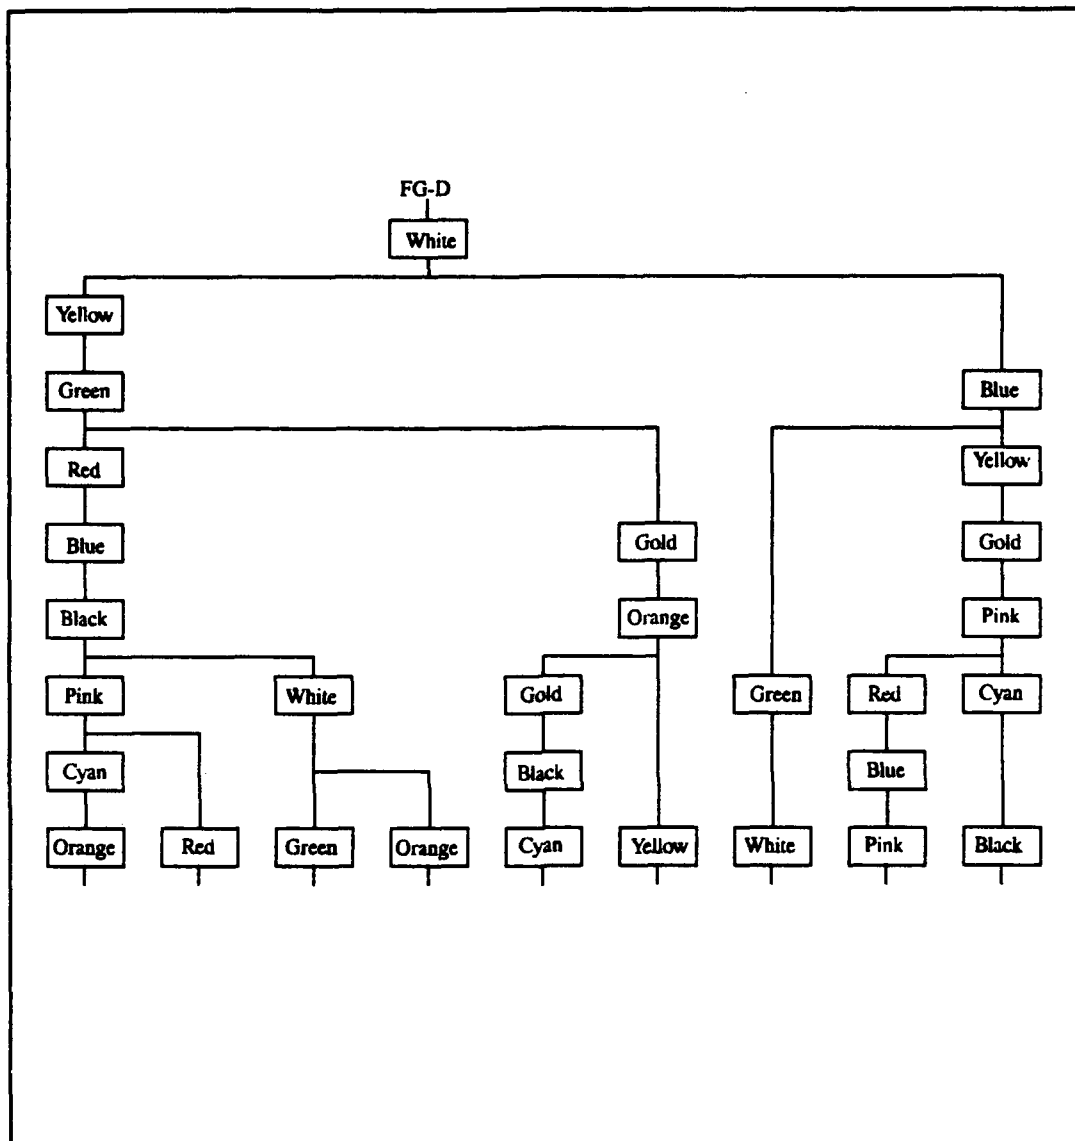 FG-D
White
Yellow
Green Blue
Red Yellow
Blue Gold Gold
Black Orange Pink
Pink White Gold Green Red Cyan
Cyan Black Blue
Orange Red Green Orange Cyan Yellow White Pink Black